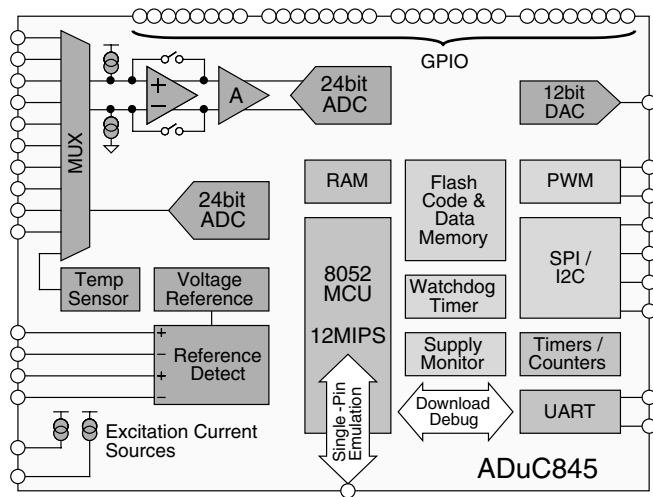 GPIO
MUX
+
−
A
24bit
ADC
12bit
DAC
24bit
ADC
RAM
Flash
Code &
Data
Memory
PWM
8052
MCU
12MIPS
SPI /
I2C
Temp
Sensor
Voltage
Reference
Watchdog
Timer
+
−
+
−
Reference
Detect
Supply
Monitor
Timers /
Counters
Single-Pin
Emulation
Download
Debug
UART
Excitation Current
Sources
ADuC845